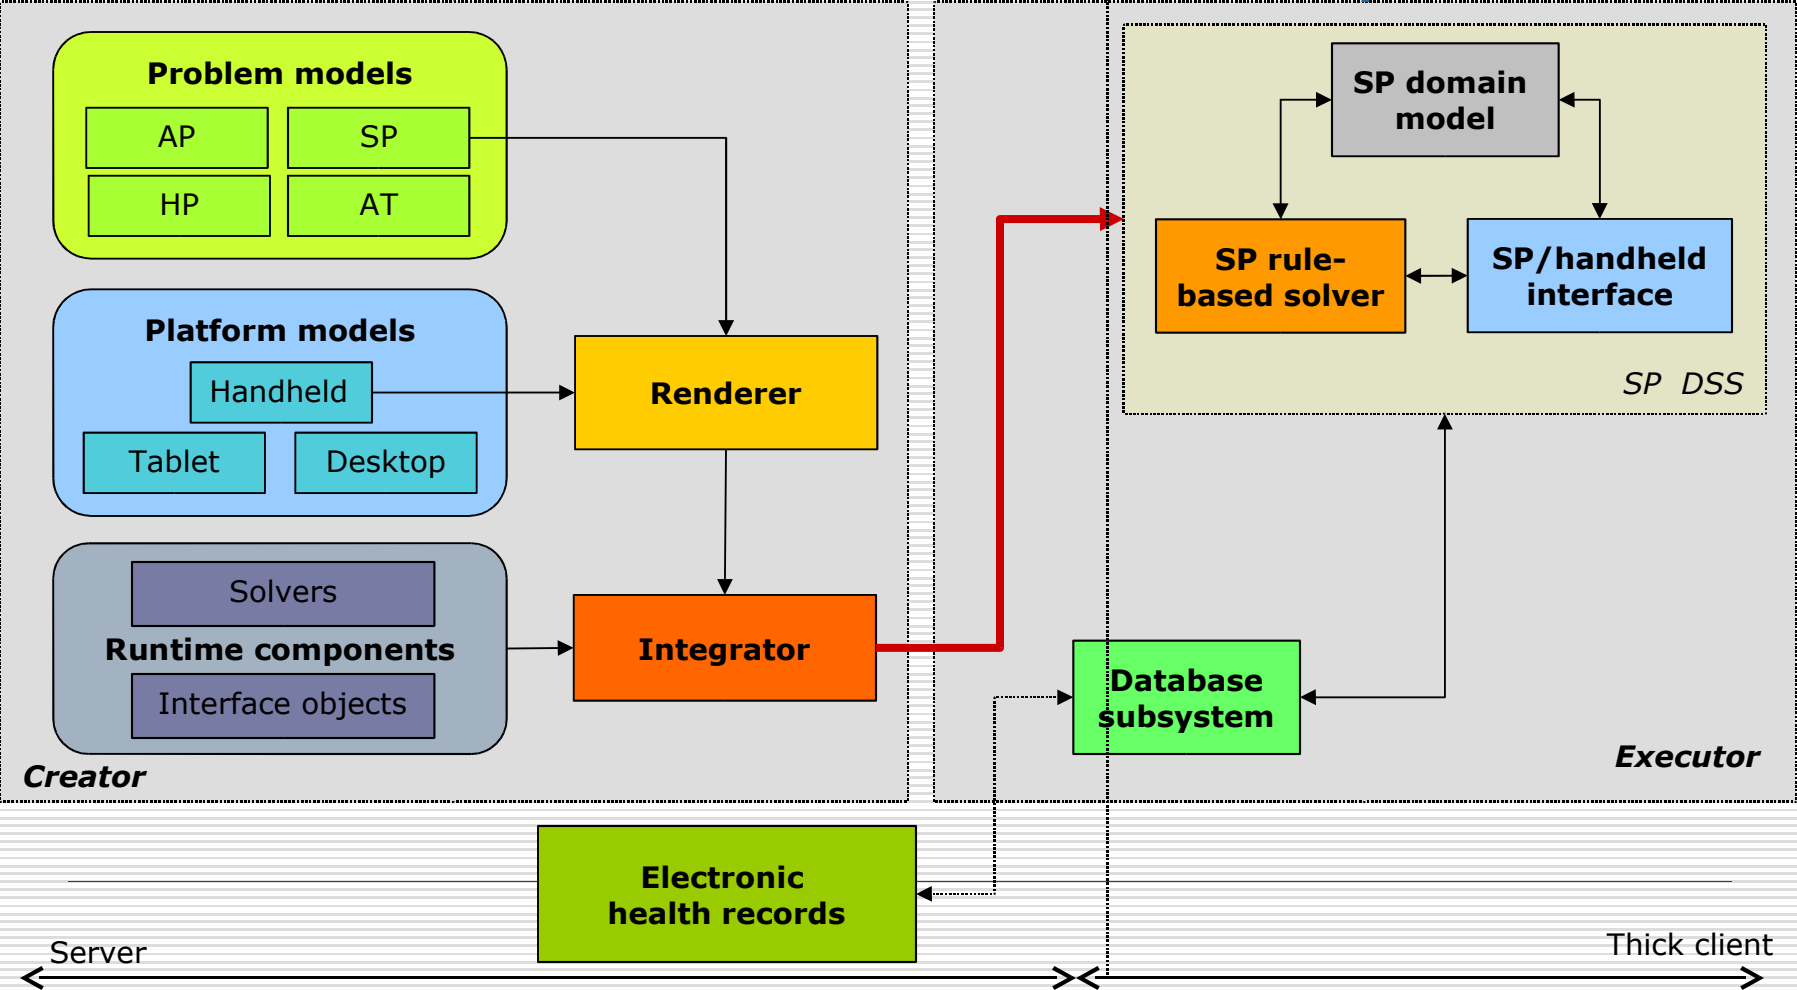 Problem models
AP
SP
HP
AT
Platform models
Handheld
Tablet
Desktop
Solvers
Runtime components
Interface objects
Creator
Renderer
Integrator
SP domain
model
SP rule-
based solver
SP/handheld
interface
SP DSS
Database
subsystem
Executor
Electronic
health records
Server
Thick client